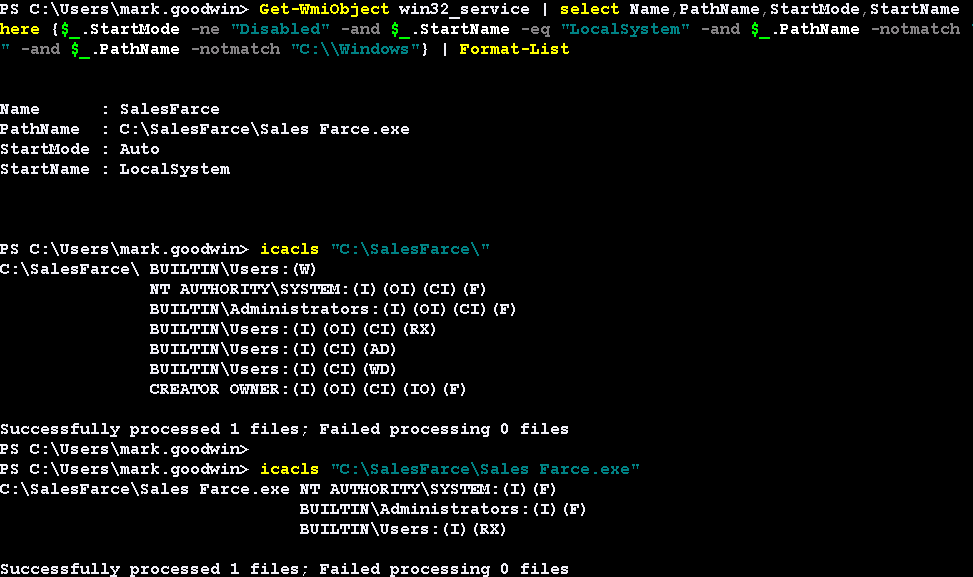 PS C:\Users\mark.goodwin> Get-WmiObject win32_service | select Name,PathName,StartMode,StartName
here {$_.StartMode -ne "Disabled" -and $_.StartName -eq "LocalSystem" -and $_.PathName -notmatch
" -and $_.PathName -notmatch "C:\\Windows"} | Format-List
Name       : SalesFarce
PathName   : C:\SalesFarce\Sales Farce.exe
StartMode : Auto
StartName : LocalSystem
PS C:\Users\mark.goodwin> icacls "C:\SalesFarce\"
C:\SalesFarce\ BUILTIN\Users:(W)
NT AUTHORITY\SYSTEM:(I)(OI)(CI)(F)
BUILTIN\Administrators:(I)(OI)(CI)(F)
BUILTIN\Users:(I)(OI)(CI)(RX)
BUILTIN\Users:(I)(CI)(AD)
BUILTIN\Users:(I)(CI)(WD)
CREATOR OWNER:(I)(OI)(CI)(IO)(F)
Successfully processed 1 files; Failed processing 0 files
PS C:\Users\mark.goodwin>
PS C:\Users\mark.goodwin> icacls "C:\SalesFarce\Sales Farce.exe"
C:\SalesFarce\Sales Farce.exe NT AUTHORITY\SYSTEM:(I)(F)
BUILTIN\Administrators:(I)(F)
BUILTIN\Users:(I)(RX)
Successfully processed 1 files; Failed processing 0 files